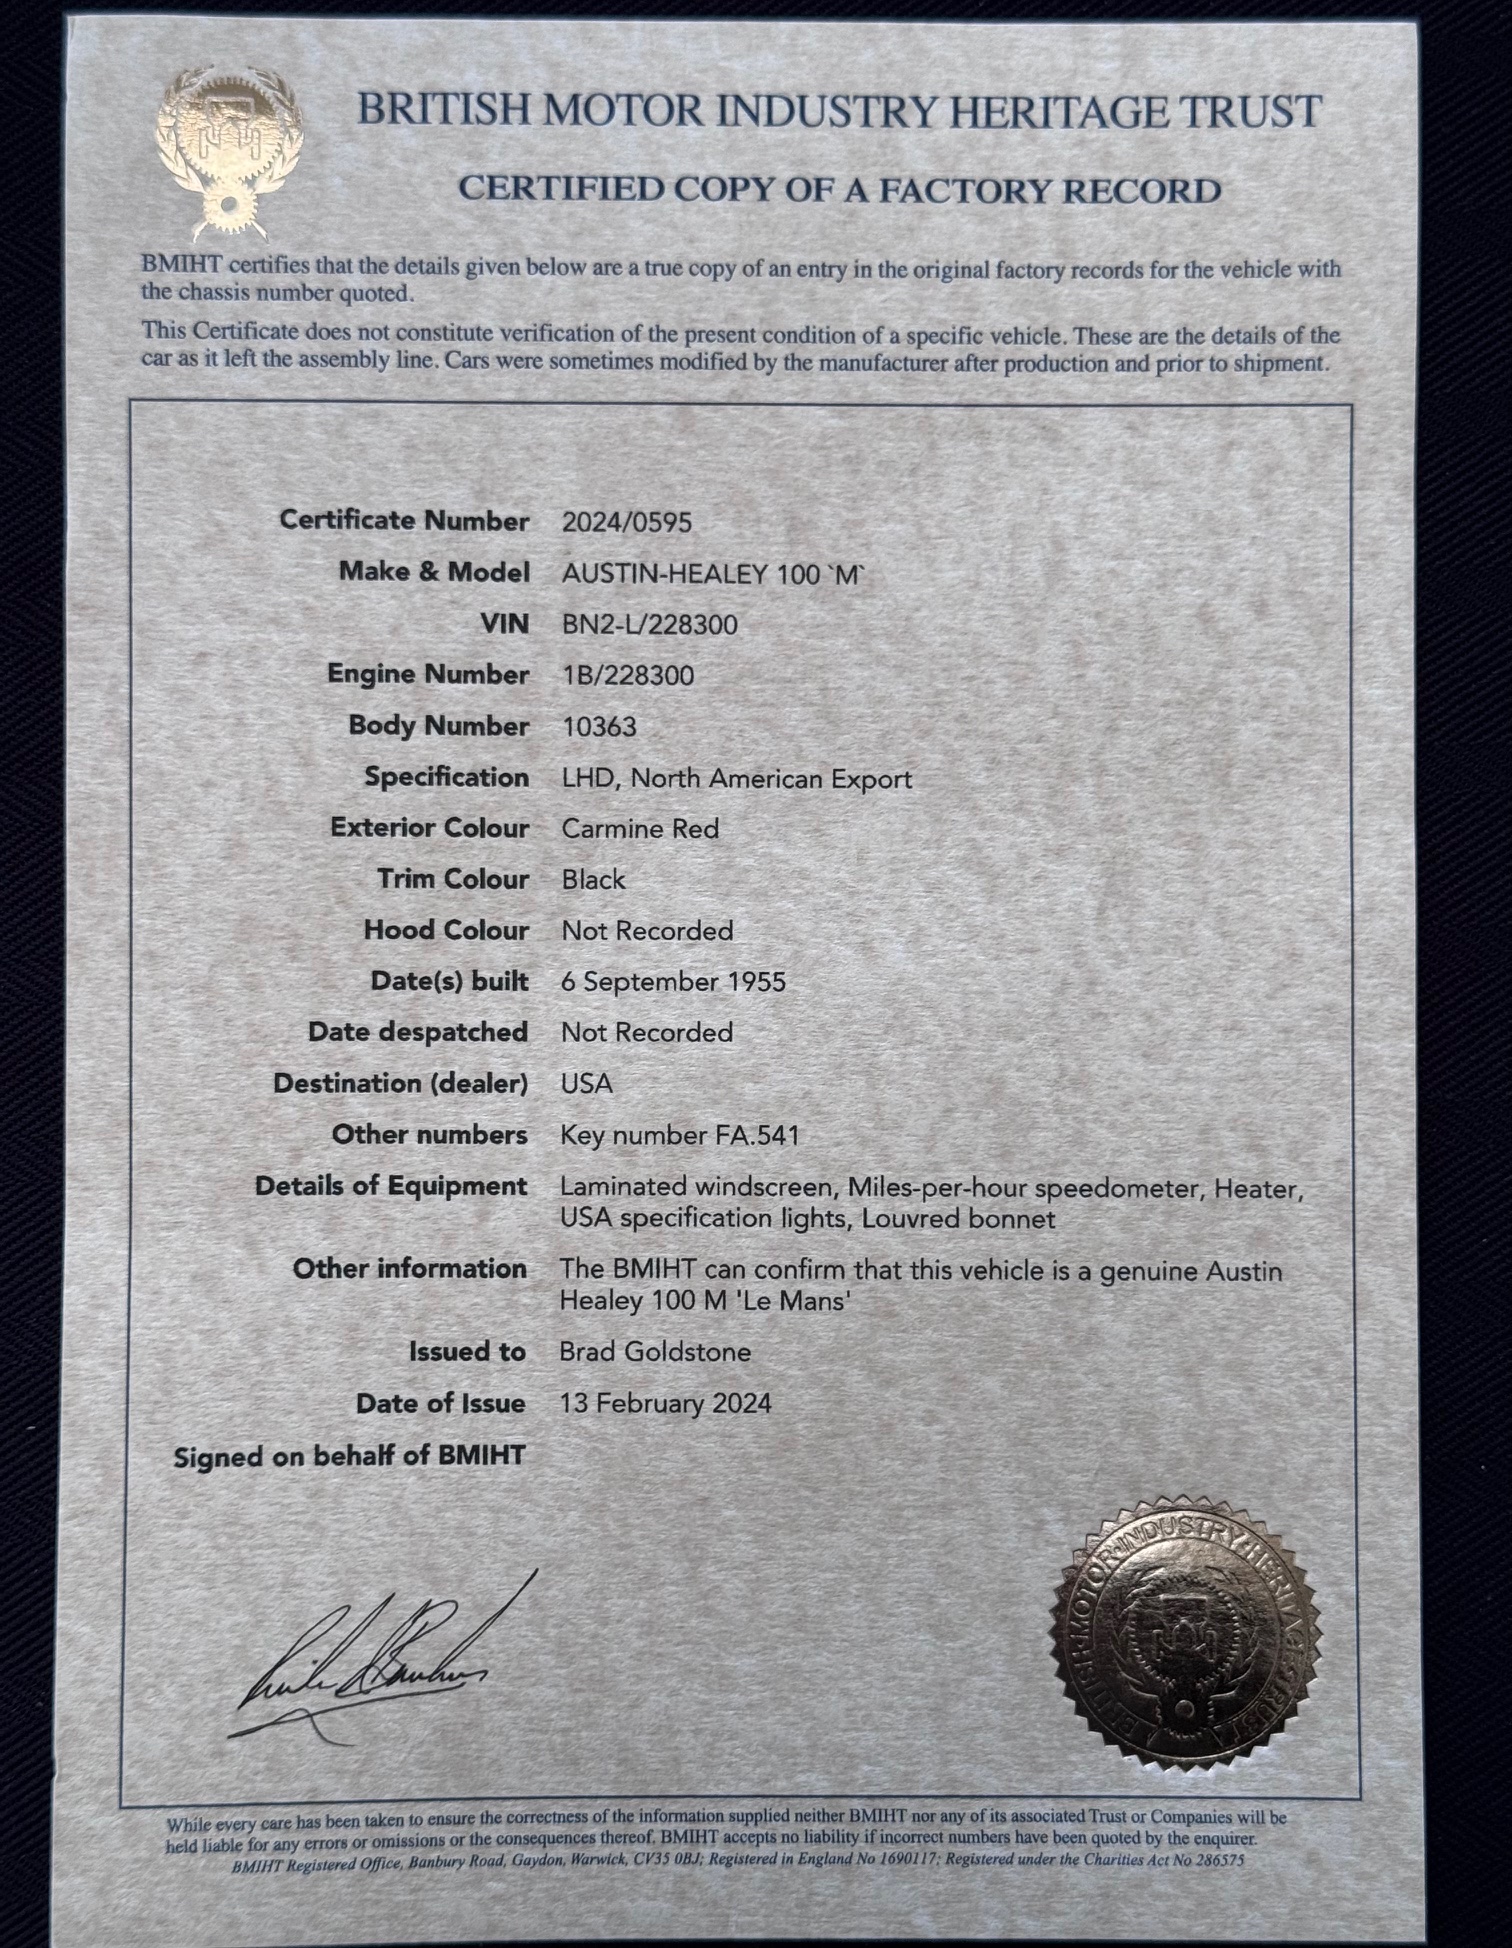 BRITISH MOTOR INDUSTRY HERITAGE TRUST
CERTIFIED COPY OF A FACTORY RECORD
BMIHT certifies that the details given below are a true copy of an entry in the original factory records for the vehicle with
the chassis number quoted.
This Certificate does not constitute verification of the present condition of a specific vehicle. These are the details of the
car as it left the assembly line. Cars were sometimes modified by the manufacturer after production and prior to shipment.
Certificate Number 2024/0595
Make & Model AUSTIN-HEALEY 100 `M`
VIN BN2-L/228300
Engine Number 1B/228300
Body Number 10363
Specification LHD, North American Export
Exterior Colour Carmine Red
Trim Colour Black
Hood Colour Not Recorded
Date(s) built 6 September 1955
Date despatched Not Recorded
Destination (dealer) USA
Other numbers Key number FA.541
Details of Equipment Laminated windscreen, Miles-per-hour speedometer, Heater,
USA specification lights, Louvred bonnet
Other information The BMIHT can confirm that this vehicle is a genuine Austin
Healey 100 M 'Le Mans'
Issued to Brad Goldstone
Date of Issue 13 February 2024
Signed on behalf of BMIHT
BRITISH·MOTOR·INDUSTRY·HERITAGE·TRUST
While every care has been taken to ensure the correctness of the information supplied neither BMIHT nor any of its associated Trust or Companies will be
held liable for any errors or omissions or the consequences thereof. BMIHT accepts no liability if incorrect numbers have been quoted by the enquirer.
BMIHT Registered Office, Banbury Road, Gaydon, Warwick, CV35 0BJ; Registered in England No 1690117; Registered under the Charities Act No 286575